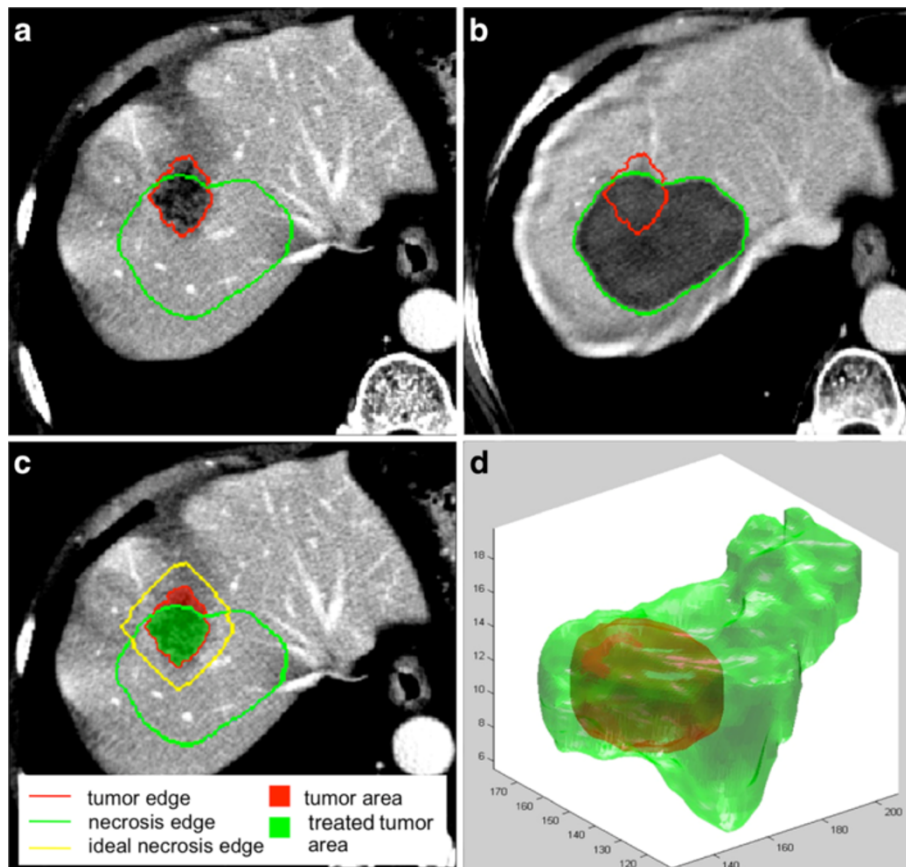 a
b
c
d
tumor edge
necrosis edge
ideal necrosis edge
tumor area
treated tumor
area
18
16
14
12
10
8
6
170
160
150
140
130
120
140
160
180
200